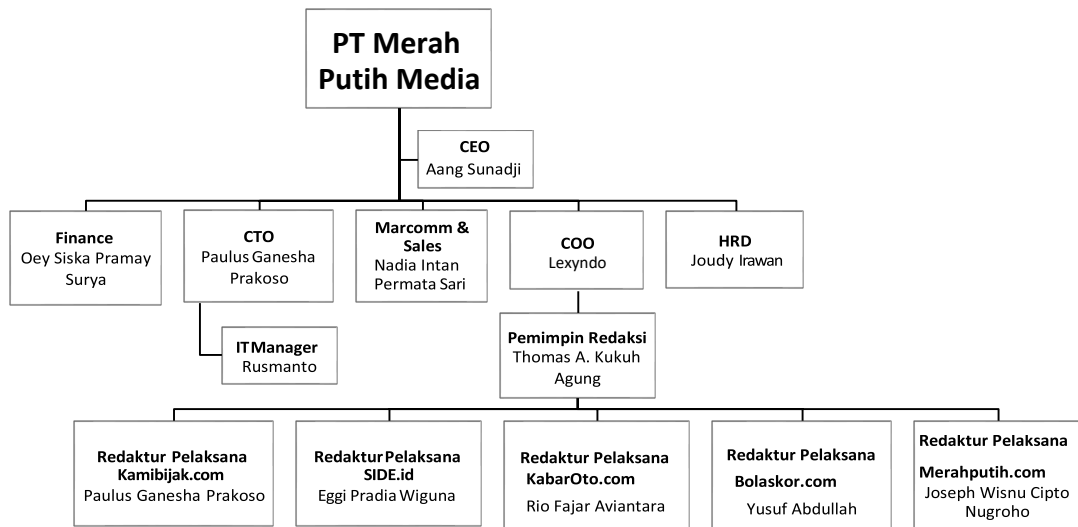 PT Merah
Putih Media
CEO
Aang Sunadji
Finance
Oey Siska Pramay
Surya
CTO
Paulus Ganesha
Prakoso
Marcomm &
Sales
Nadia Intan
Permata Sari
COO
Lexyndo
HRD
Joudy Irawan
IT Manager
Rusmanto
Pemimpin Redaksi
Thomas A. Kukuh
Agung
Redaktur Pelaksana
Kamibijak.com
Paulus Ganesha Prakoso
Redaktur Pelaksana
SIDE.id
Eggi Pradia Wiguna
Redaktur Pelaksana
KabarOto.com
Rio Fajar Aviantara
Redaktur Pelaksana
Bolaskor.com
Yusuf Abdullah
Redaktur Pelaksana
Merahputih.com
Joseph Wisnu Cipto
Nugroho